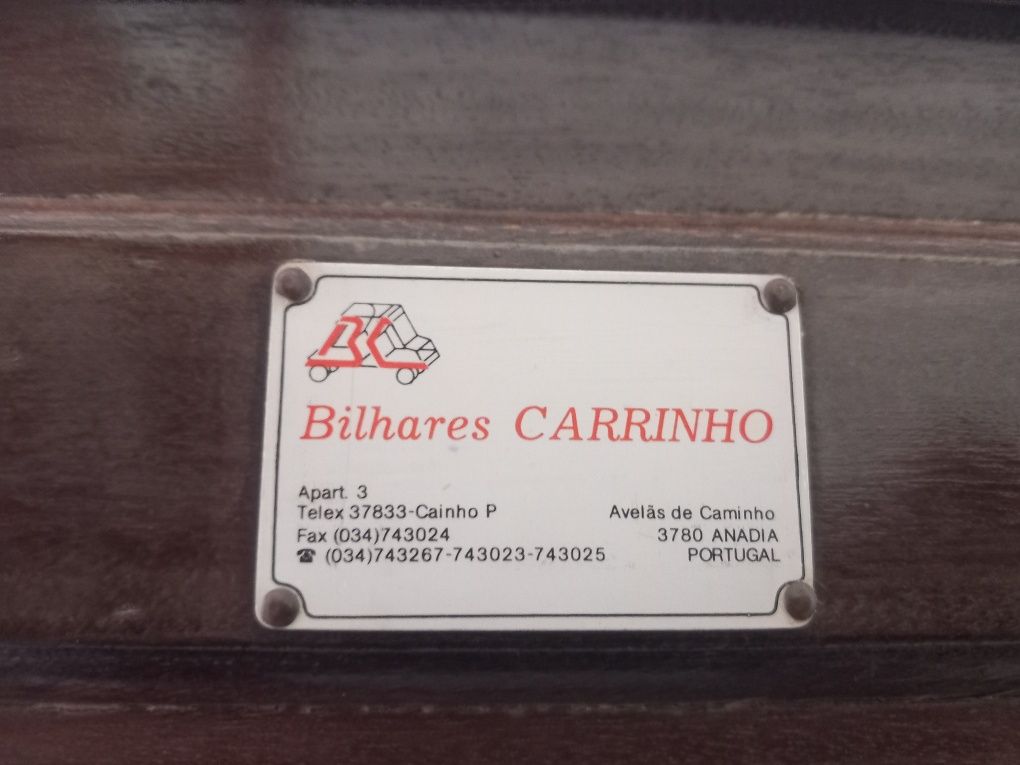 BC
Bilhares CARRINHO
Apart. 3
Telex 37833-Cainho P
Fax (034)743024
☎ (034)743267-743023-743025
Avelãs de Caminho
3780 ANADIA
PORTUGAL